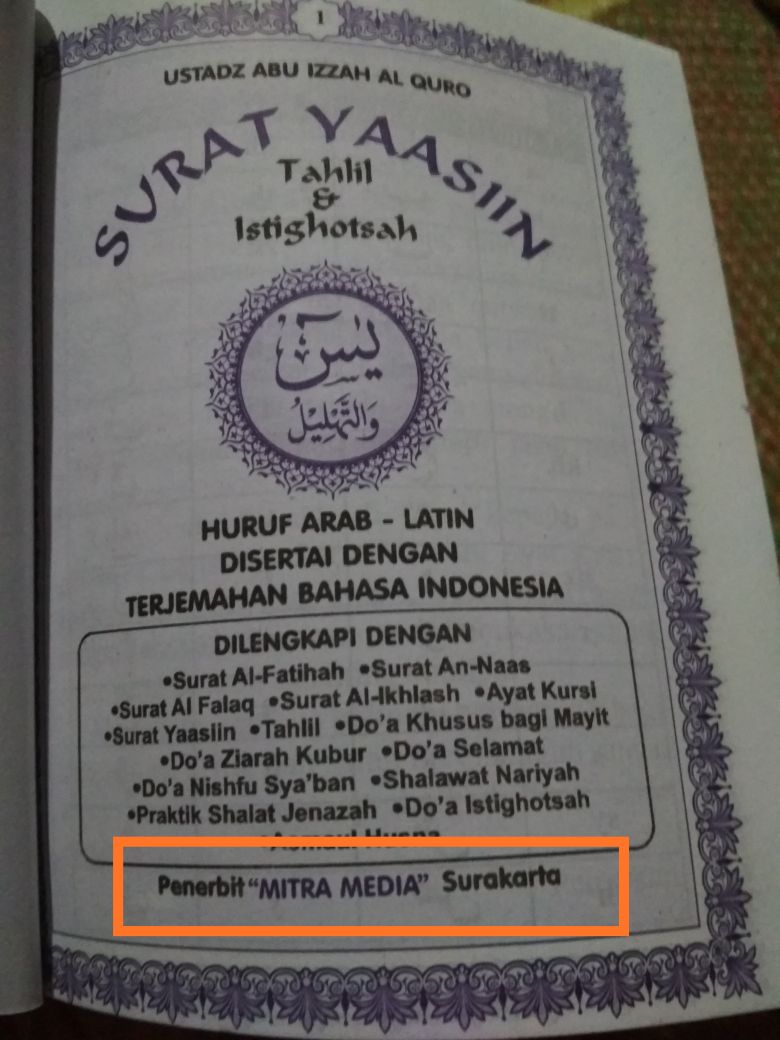 1
USTADZ ABU IZZAH AL QURO
SURAT YAASIIN
Tahlil
&
Istighotsah
يٰسٓ
وَالتَّهْلِيْلُ
HURUF ARAB - LATIN
DISERTAI DENGAN
TERJEMAHAN BAHASA INDONESIA
DILENGKAPI DENGAN
•Surat Al-Fatihah •Surat An-Naas
•Surat Al Falaq •Surat Al-Ikhlash •Ayat Kursi
•Surat Yaasiin •Tahlil •Do'a Khusus bagi Mayit
•Do'a Ziarah Kubur •Do'a Selamat
•Do'a Nishfu Sya'ban •Shalawat Nariyah
•Praktik Shalat Jenazah •Do'a Istighotsah
•Asmaul Husna
Penerbit "MITRA MEDIA" Surakarta